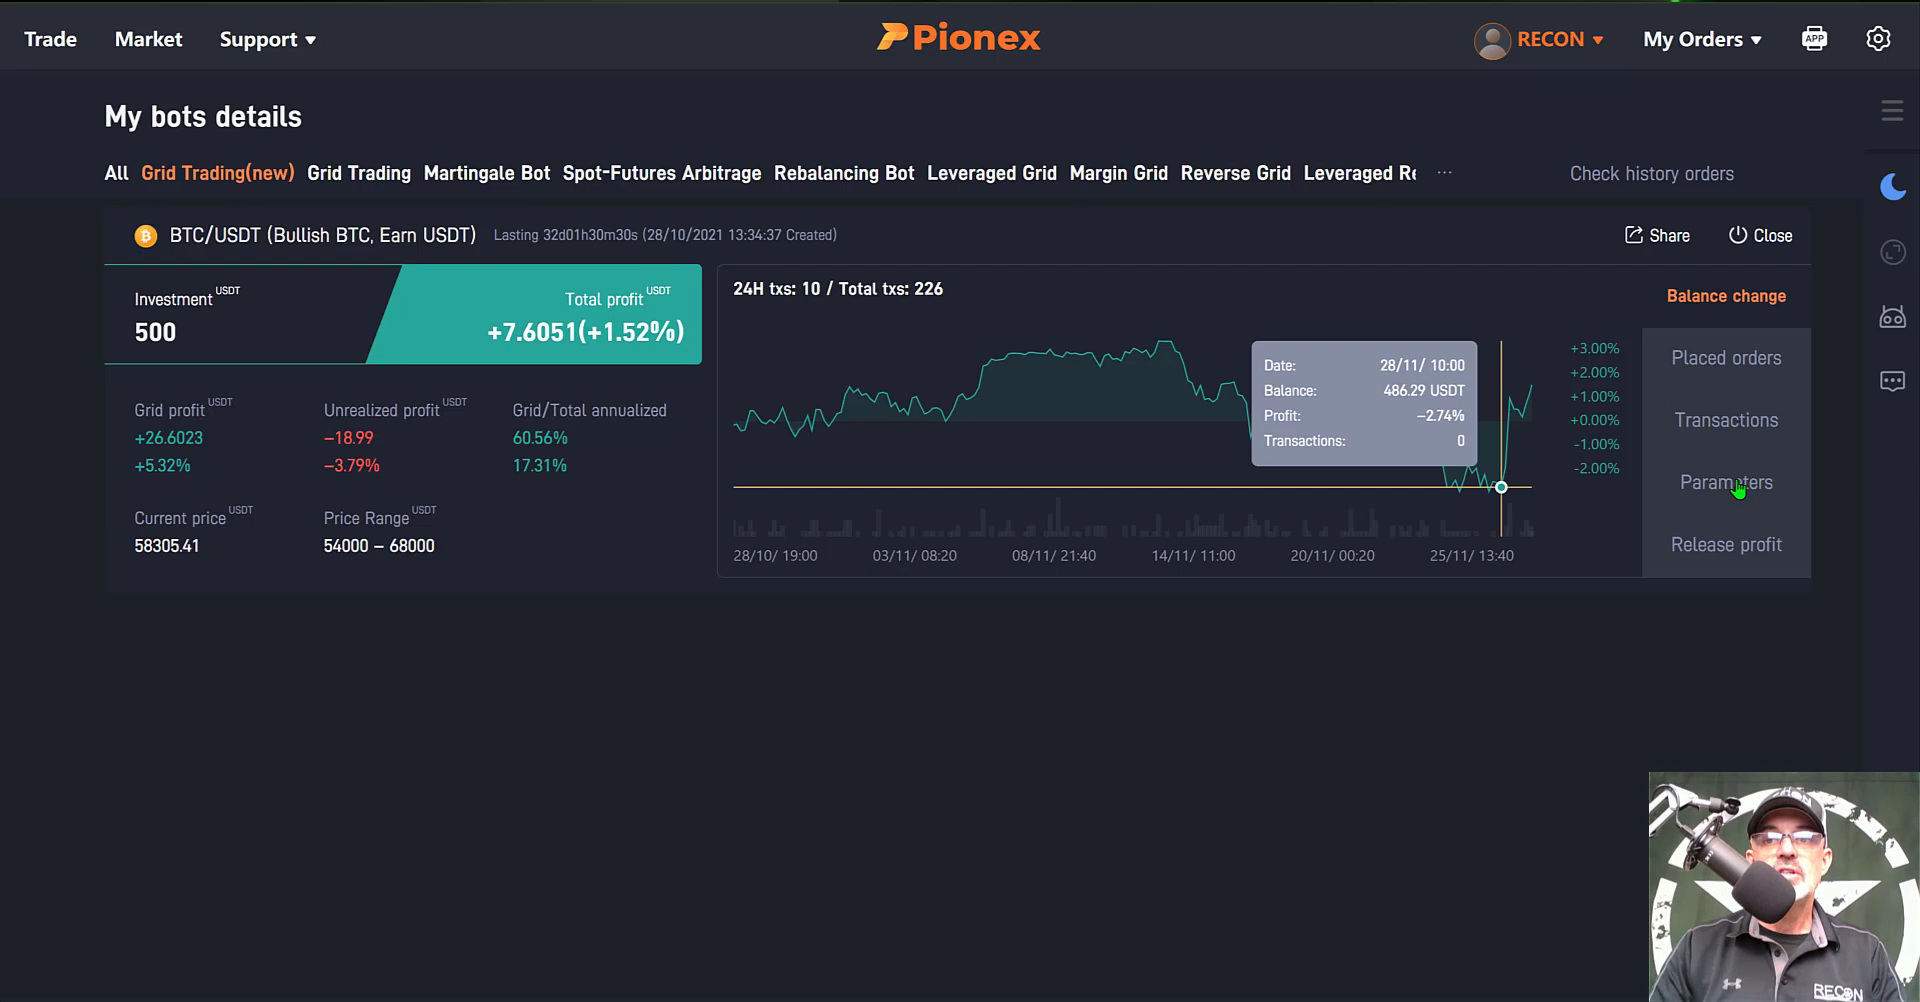 Trade Market Support
Pionex
RECON My Orders APP
My bots details
All Grid Trading(new) Grid Trading Martingale Bot Spot-Futures Arbitrage Rebalancing Bot Leveraged Grid Margin Grid Reverse Grid Leveraged Re ··· Check history orders
BTC/USDT (Bullish BTC, Earn USDT) Lasting 32d01h30m30s (28/10/2021 13:34:37 Created) Share Close
Investment USDT
500
Total profit USDT
+7.6051(+1.52%)
Grid profit USDT
+26.6023
+5.32%
Unrealized profit USDT
–18.99
–3.79%
Grid/Total annualized
60.56%
17.31%
Current price USDT
58305.41
Price Range USDT
54000 – 68000
24H txs: 10 / Total txs: 226
Date: 28/11/ 10:00
Balance: 486.29 USDT
Profit: –2.74%
Transactions: 0
+3.00%
+2.00%
+1.00%
+0.00%
-1.00%
-2.00%
28/10/ 19:00 03/11/ 08:20 08/11/ 21:40 14/11/ 11:00 20/11/ 00:20 25/11/ 13:40
Balance change
Placed orders
Transactions
Parameters
Release profit
RECON